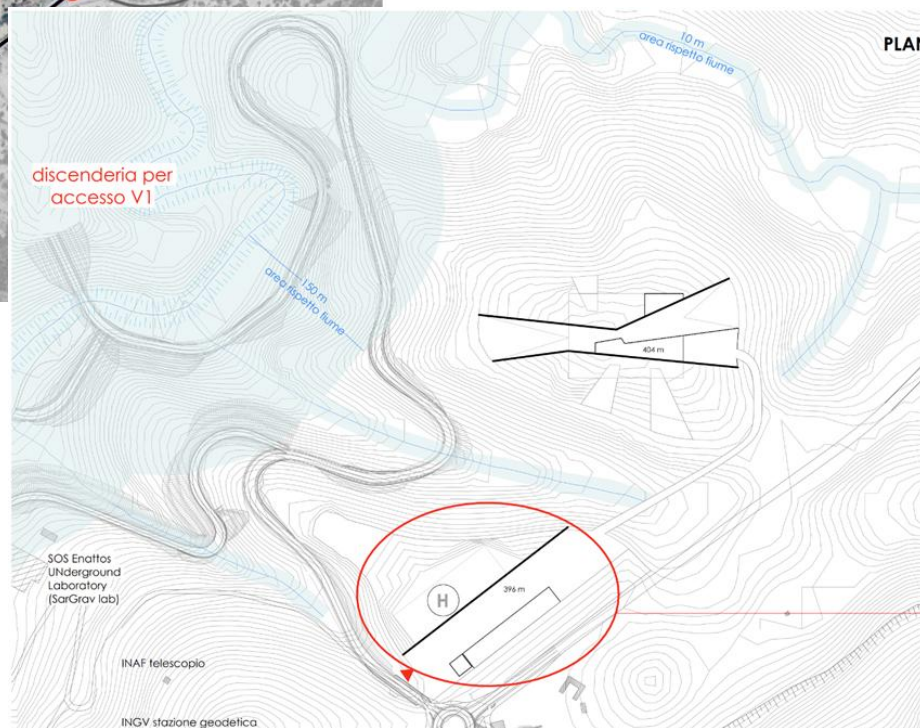 PLAN
10 m
area rispetto fiume
discenderia per
accesso V1
150 m
area rispetto fiume
404 m
SOS Enattos
UNderground
Laboratory
(SarGrav lab)
H
396 m
INAF telescopio
INGV stazione geodetica